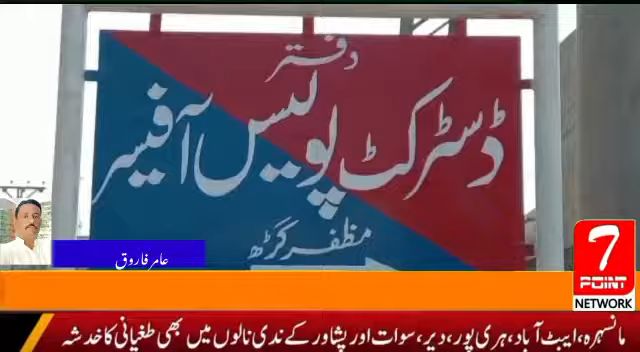 دفتر
ڈسٹرکٹ پولیس آفیسر
مظفر گڑھ
عامر فاروق
7
POINT
NETWORK
مانسہرہ، ایبٹ آباد، ہری پور، دیر، سوات اور پشاور کے ندی نالوں میں بھی طغیانی کا خدشہ